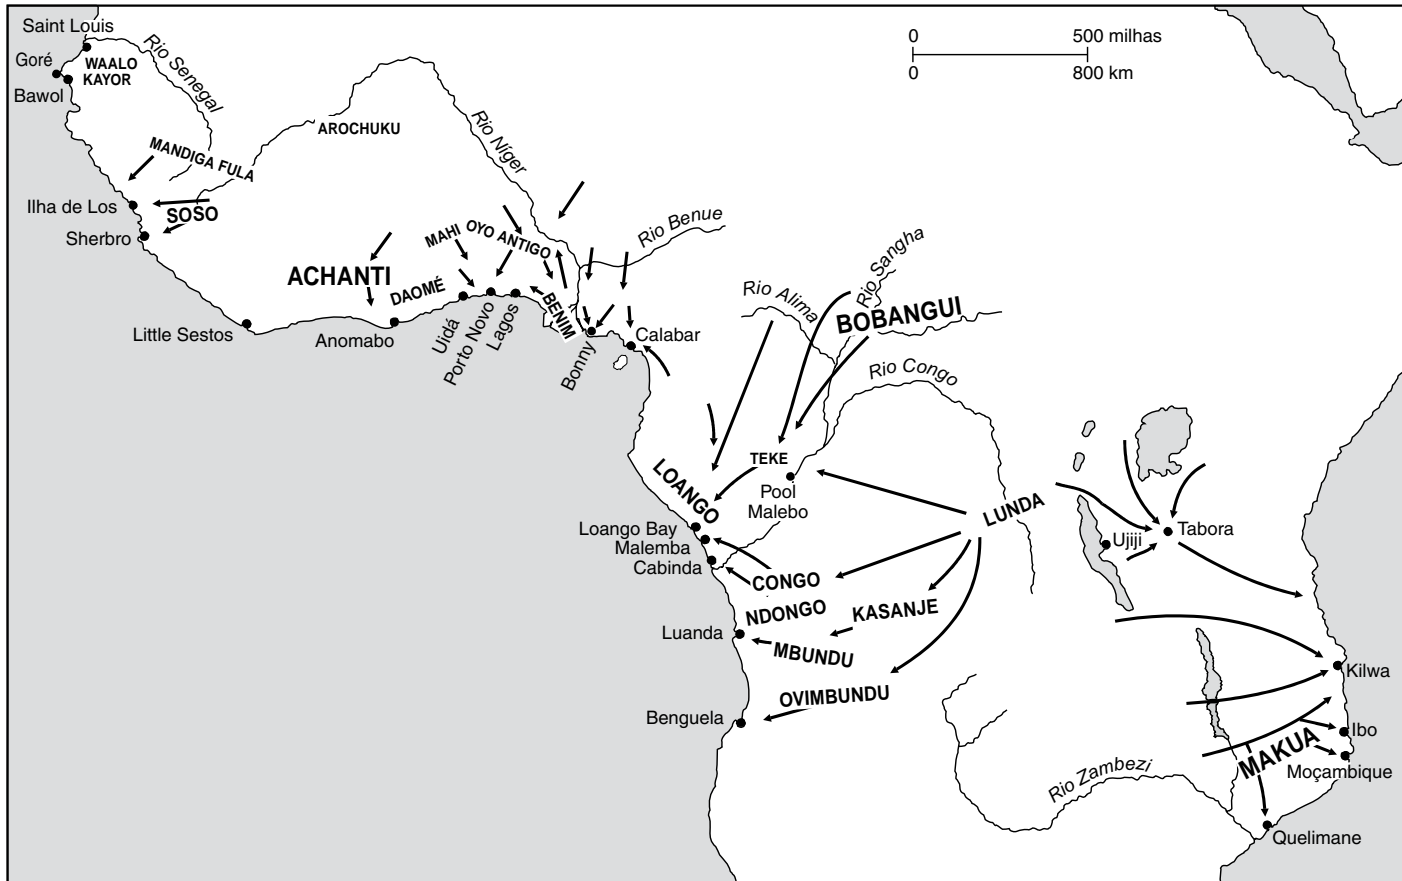 Saint Louis
Rio Senegal
0 500 milhas
0 800 km
Goré
WAALO
KAYOR
Bawol
AROCHUKU
Rio Níger
MANDIGA FULA
Ilha de Los
SOSO
Sherbro
MAHI
OYO ANTIGO
Rio Benue
Rio Sangha
ACHANTI
DAOMÉ
Rio Alima
BOBANGUI
Little Sestos
Anomabo
Uidá
Porto Novo
Lagos
BENIM
Bonny
Calabar
Rio Congo
TEKE
LOANGO
Pool
Malebo
LUNDA
Loango Bay
Malemba
Cabinda
Ujiji
Tabora
CONGO
NDONGO
KASANJE
Luanda
MBUNDU
Kilwa
OVIMBUNDU
Benguela
Ibo
MAKUA
Moçambique
Rio Zambezi
Quelimane